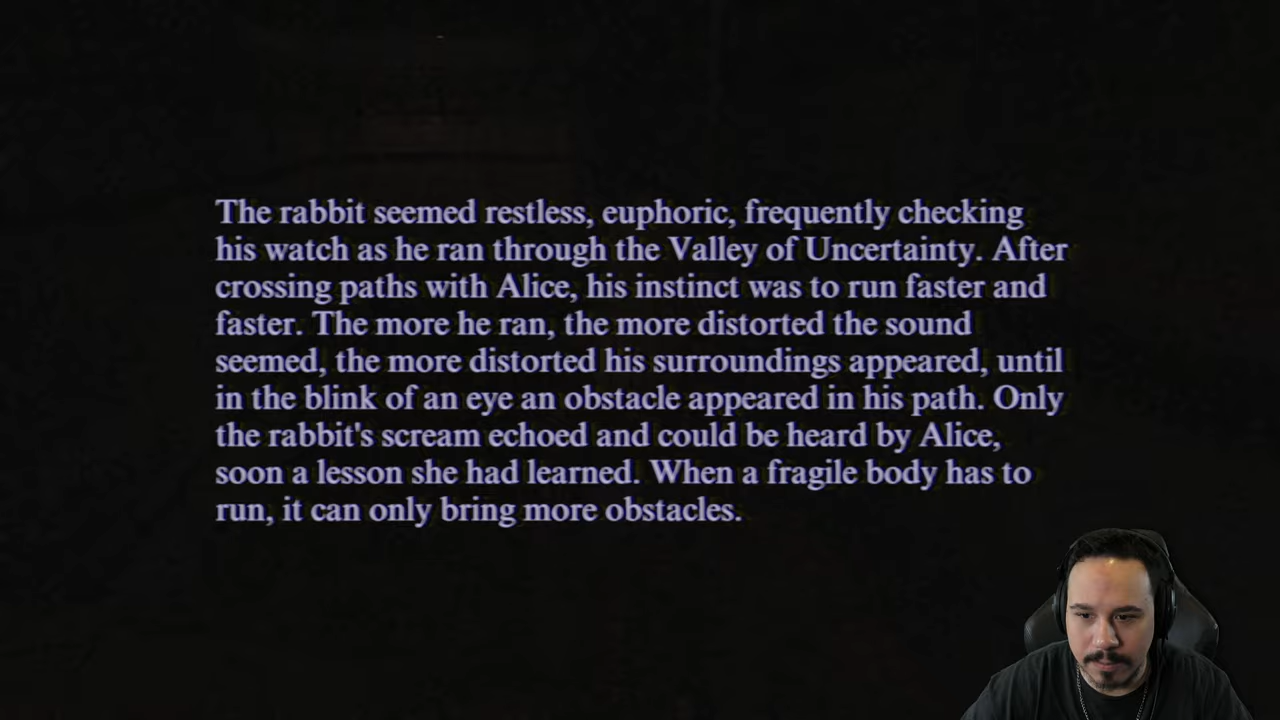 The rabbit seemed restless, euphoric, frequently checking
his watch as he ran through the Valley of Uncertainty. After
crossing paths with Alice, his instinct was to run faster and
faster. The more he ran, the more distorted the sound
seemed, the more distorted his surroundings appeared, until
in the blink of an eye an obstacle appeared in his path. Only
the rabbit's scream echoed and could be heard by Alice,
soon a lesson she had learned. When a fragile body has to
run, it can only bring more obstacles.